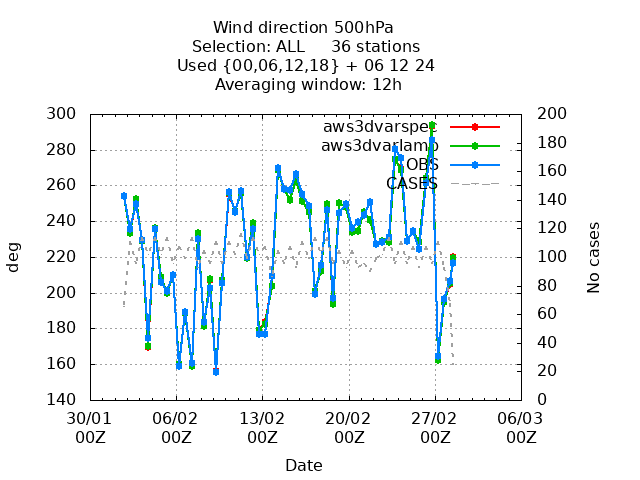 Wind direction 500hPa
Selection: ALL 36 stations
Used {00,06,12,18} + 06 12 24
Averaging window: 12h
aws3dvarspec
aws3dvarlamb
OBS
CASES
deg
300
280
260
240
220
200
180
160
140
No cases
200
180
160
140
120
100
80
60
40
20
0
30/01 06/02 13/02 20/02 27/02 06/03
00Z 00Z 00Z 00Z 00Z 00Z
Date